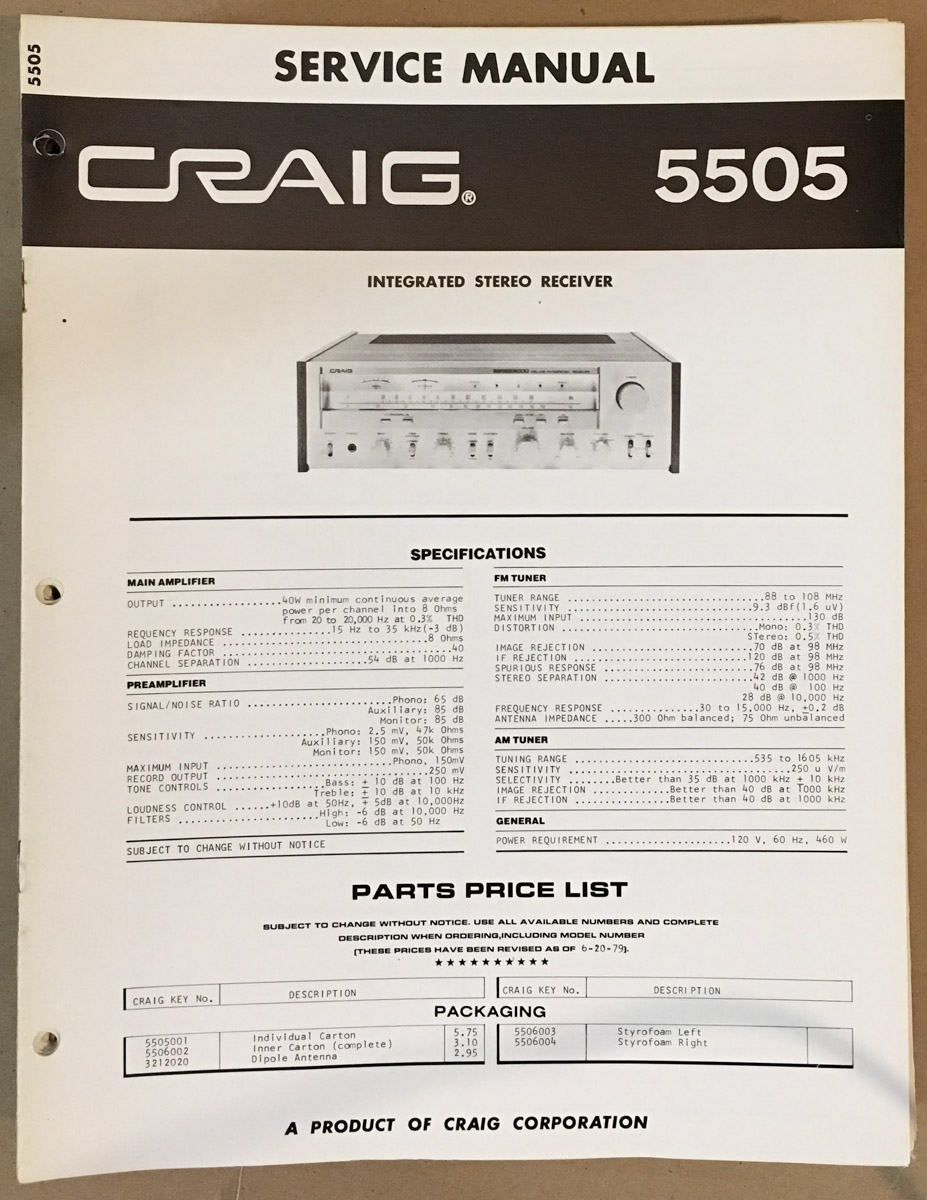 5505
SERVICE MANUAL
CRAIG® 5505
INTEGRATED STEREO RECEIVER
CRAIG
SPECIFICATIONS
MAIN AMPLIFIER
OUTPUT .................40W minimum continuous average
power per channel into 8 Ohms
from 20 to 20,000 Hz at 0.3% THD
REQUENCY RESPONSE ..............15 Hz to 35 kHz(-3 dB)
LOAD IMPEDANCE .................................8 Ohms
DAMPING FACTOR .....................................40
CHANNEL SEPARATION ...................54 dB at 1000 Hz
PREAMPLIFIER
SIGNAL/NOISE RATIO .......................Phono: 65 dB
Auxiliary: 85 dB
Monitor: 85 dB
SENSITIVITY ....................Phono: 2.5 mV, 47k Ohms
Auxiliary: 150 mV, 50k Ohms
Monitor: 150 mV, 50k Ohms
MAXIMUM INPUT .............................Phono, 150mV
RECORD OUTPUT ..................................250 mV
TONE CONTROLS ...................Bass: ± 10 dB at 100 Hz
Treble: ± 10 dB at 10 kHz
LOUDNESS CONTROL ......+10dB at 50Hz, + 5dB at 10,000Hz
FILTERS ......................High: -6 dB at 10,000 Hz
Low: -6 dB at 50 Hz
SUBJECT TO CHANGE WITHOUT NOTICE
FM TUNER
TUNER RANGE ..........................88 to 108 MHz
SENSITIVITY ........................9.3 dBf(1.6 uV)
MAXIMUM INPUT ...............................130 dB
DISTORTION .........................Mono: 0.3% THD
Stereo: 0.5% THD
IMAGE REJECTION .....................70 dB at 98 MHz
IF REJECTION .......................120 dB at 98 MHz
SPURIOUS RESPONSE ...................76 dB at 98 MHz
STEREO SEPARATION ....................42 dB @ 1000 Hz
40 dB @ 100 Hz
28 dB @ 10,000 Hz
FREQUENCY RESPONSE ............30 to 15,000 Hz, ±0.2 dB
ANTENNA IMPEDANCE .....300 Ohm balanced; 75 Ohm unbalanced
AM TUNER
TUNING RANGE .........................535 to 1605 kHz
SENSITIVITY ..............................250 u V/m
SELECTIVITY .......Better than 35 dB at 1000 kHz ± 10 kHz
IMAGE REJECTION ...........Better than 40 dB at 1000 kHz
IF REJECTION ..............Better than 40 dB at 1000 kHz
GENERAL
POWER REQUIREMENT .....................120 V, 60 Hz, 460 W
PARTS PRICE LIST
SUBJECT TO CHANGE WITHOUT NOTICE. USE ALL AVAILABLE NUMBERS AND COMPLETE
DESCRIPTION WHEN ORDERING,INCLUDING MODEL NUMBER
(THESE PRICES HAVE BEEN REVISED AS OF 6-20-79).
★★★★★★★★★★
CRAIG KEY No. DESCRIPTION CRAIG KEY No. DESCRIPTION
PACKAGING
5505001 Individual Carton 5.75
5506002 Inner Carton (complete) 3.10
3212020 Dipole Antenna 2.95
5506003 Styrofoam Left
5506004 Styrofoam Right
A PRODUCT OF CRAIG CORPORATION